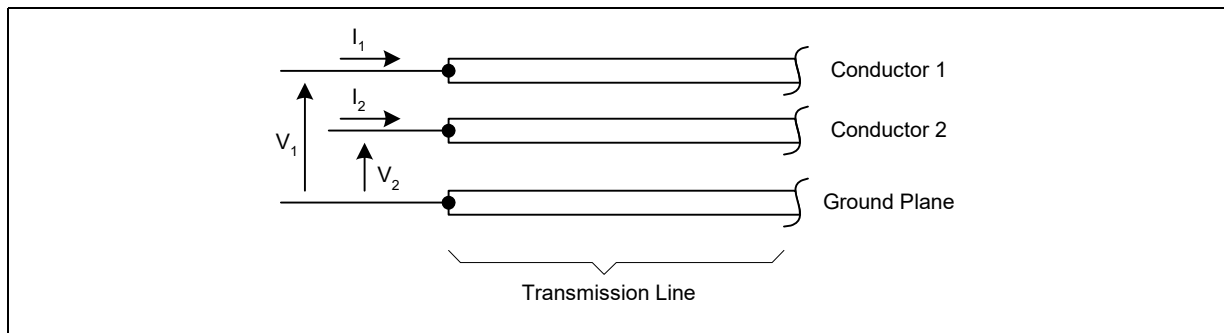 I₁
Conductor 1
I₂
Conductor 2
V₁
V₂
Ground Plane
Transmission Line